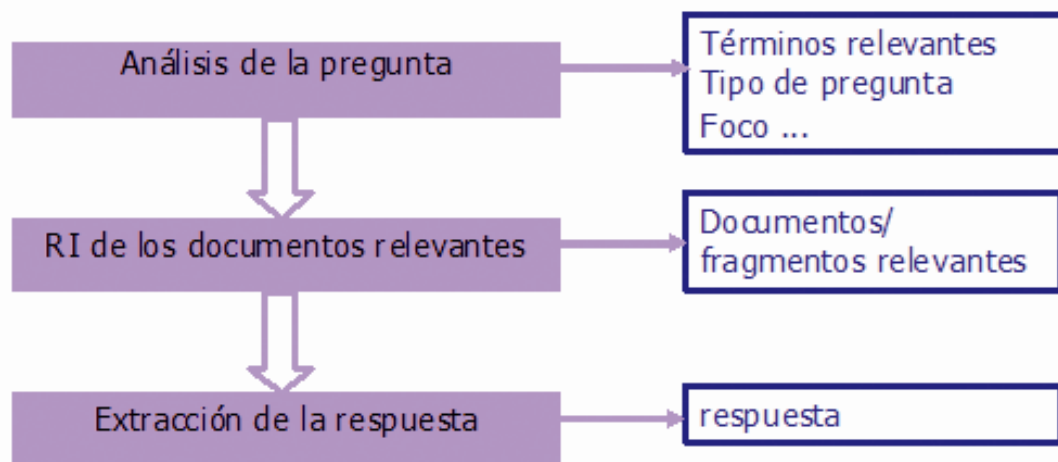 Análisis de la pregunta
Términos relevantes
Tipo de pregunta
Foco ...
RI de los documentos relevantes
Documentos/
fragmentos relevantes
Extracción de la respuesta
respuesta